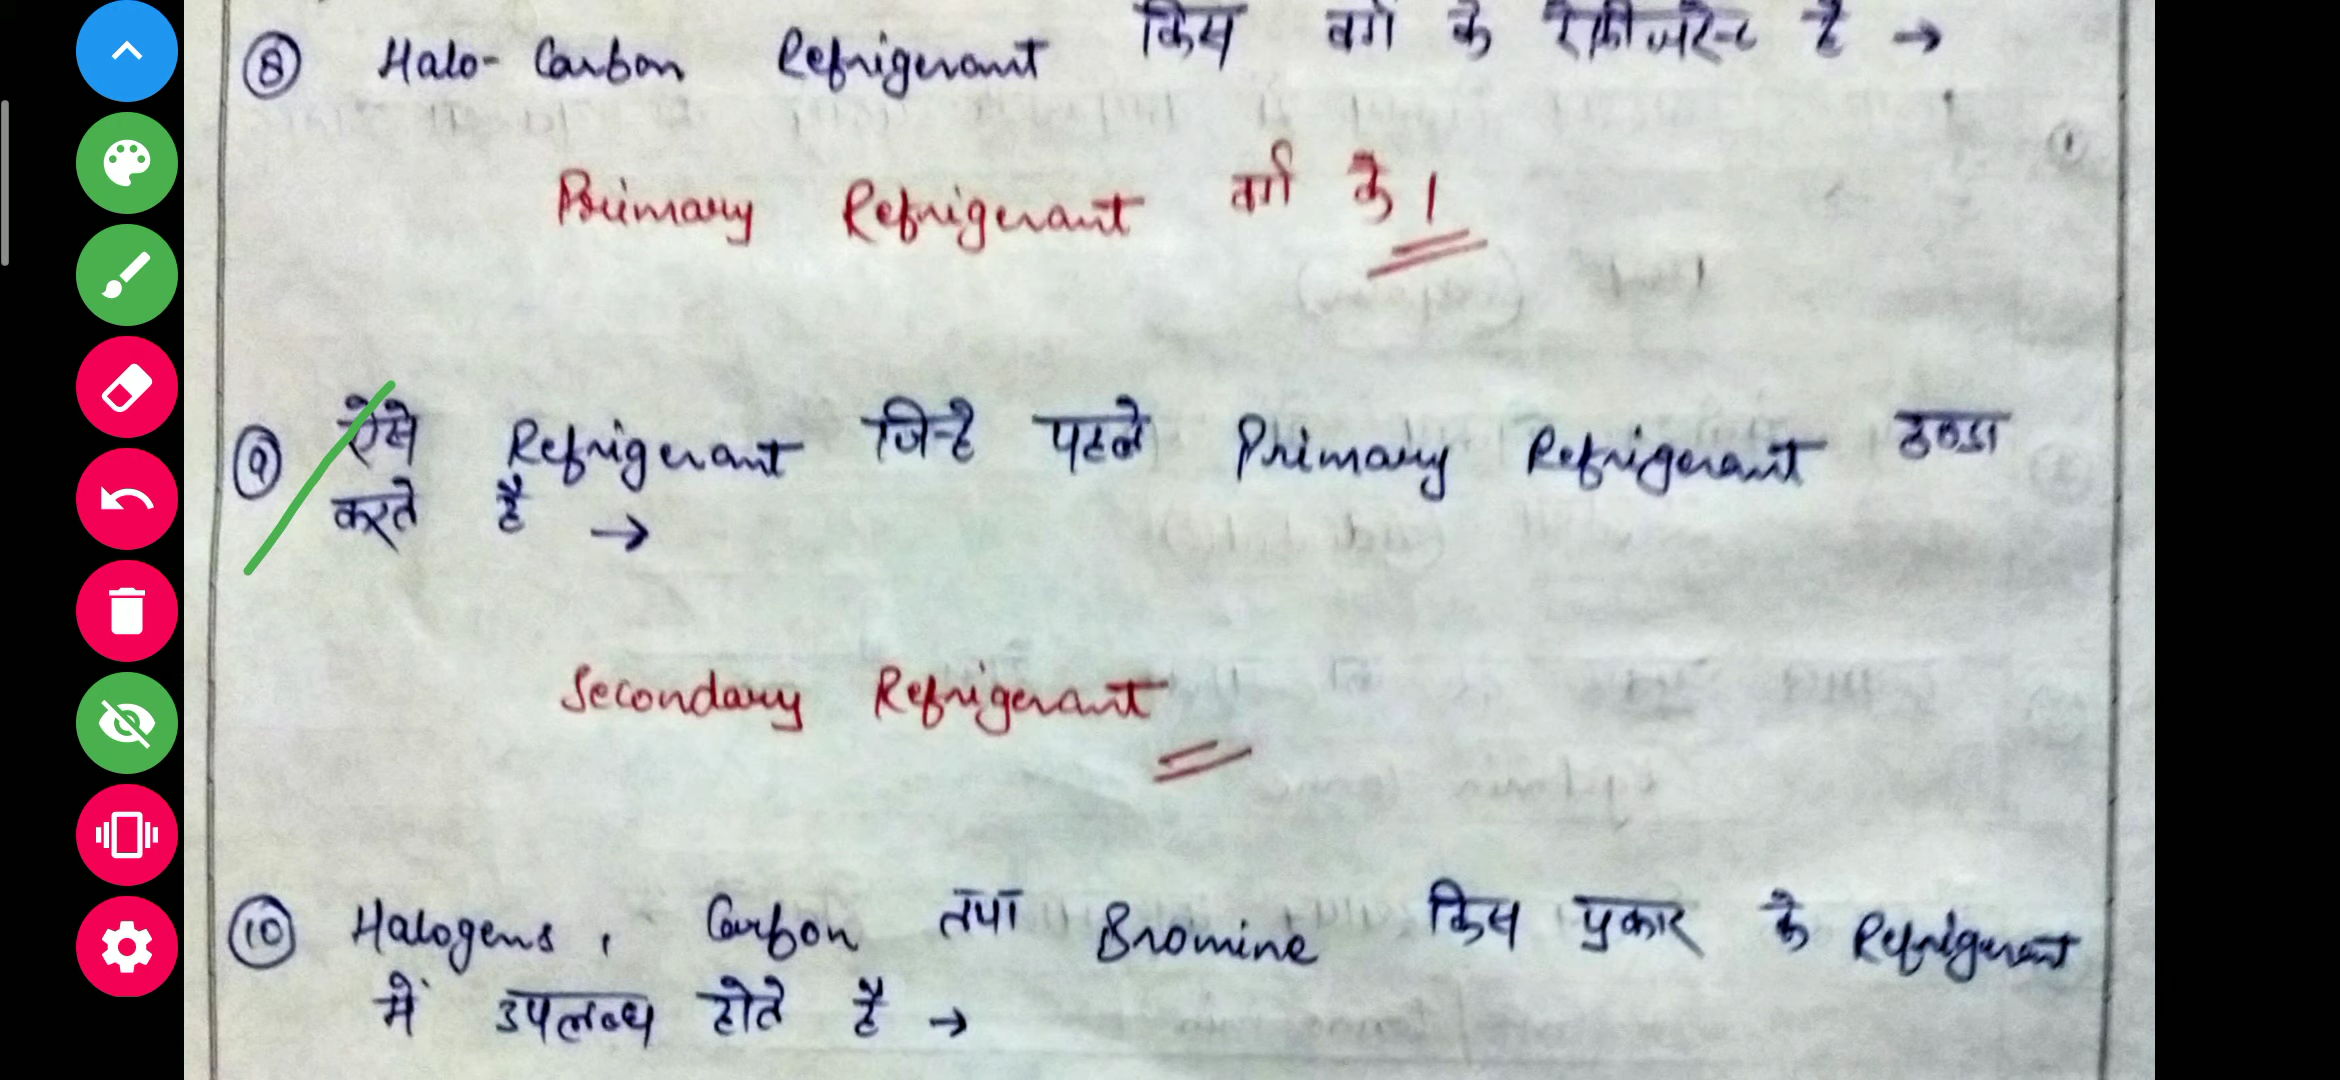 ⑧ Halo-Carbon Refrigerant किस वर्ग के रेफ्रीजरेन्ट है →
Primary Refrigerant वर्ग के।
⑨ ऐसे Refrigerant जिन्हे पहले Primary Refrigerant ठण्डा
करते है →
Secondary Refrigerant
⑩ Halogens, Carbon तथा Bromine किस प्रकार के Refrigerant
में उपलब्ध होते है →